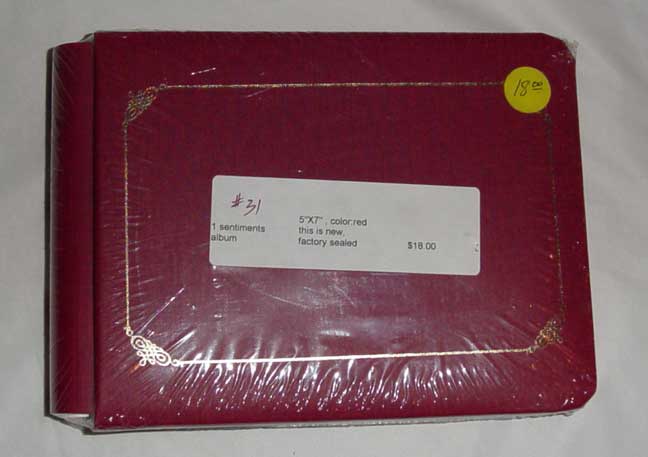 18.00
#31
5"X7" , color:red
1 sentiments this is new,
album factory sealed $18.00